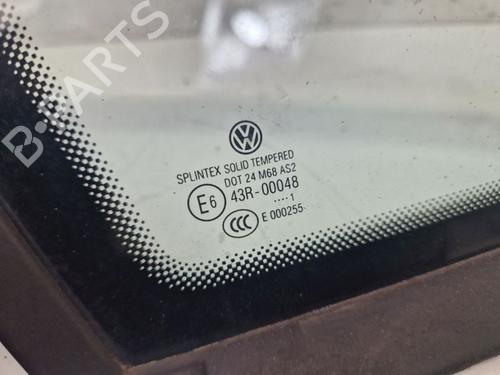 B-PARTS
VW
SPLINTEX SOLID TEMPERED
DOT 24 M68 AS2
E6 43R-00048
....1
CCC E 000255